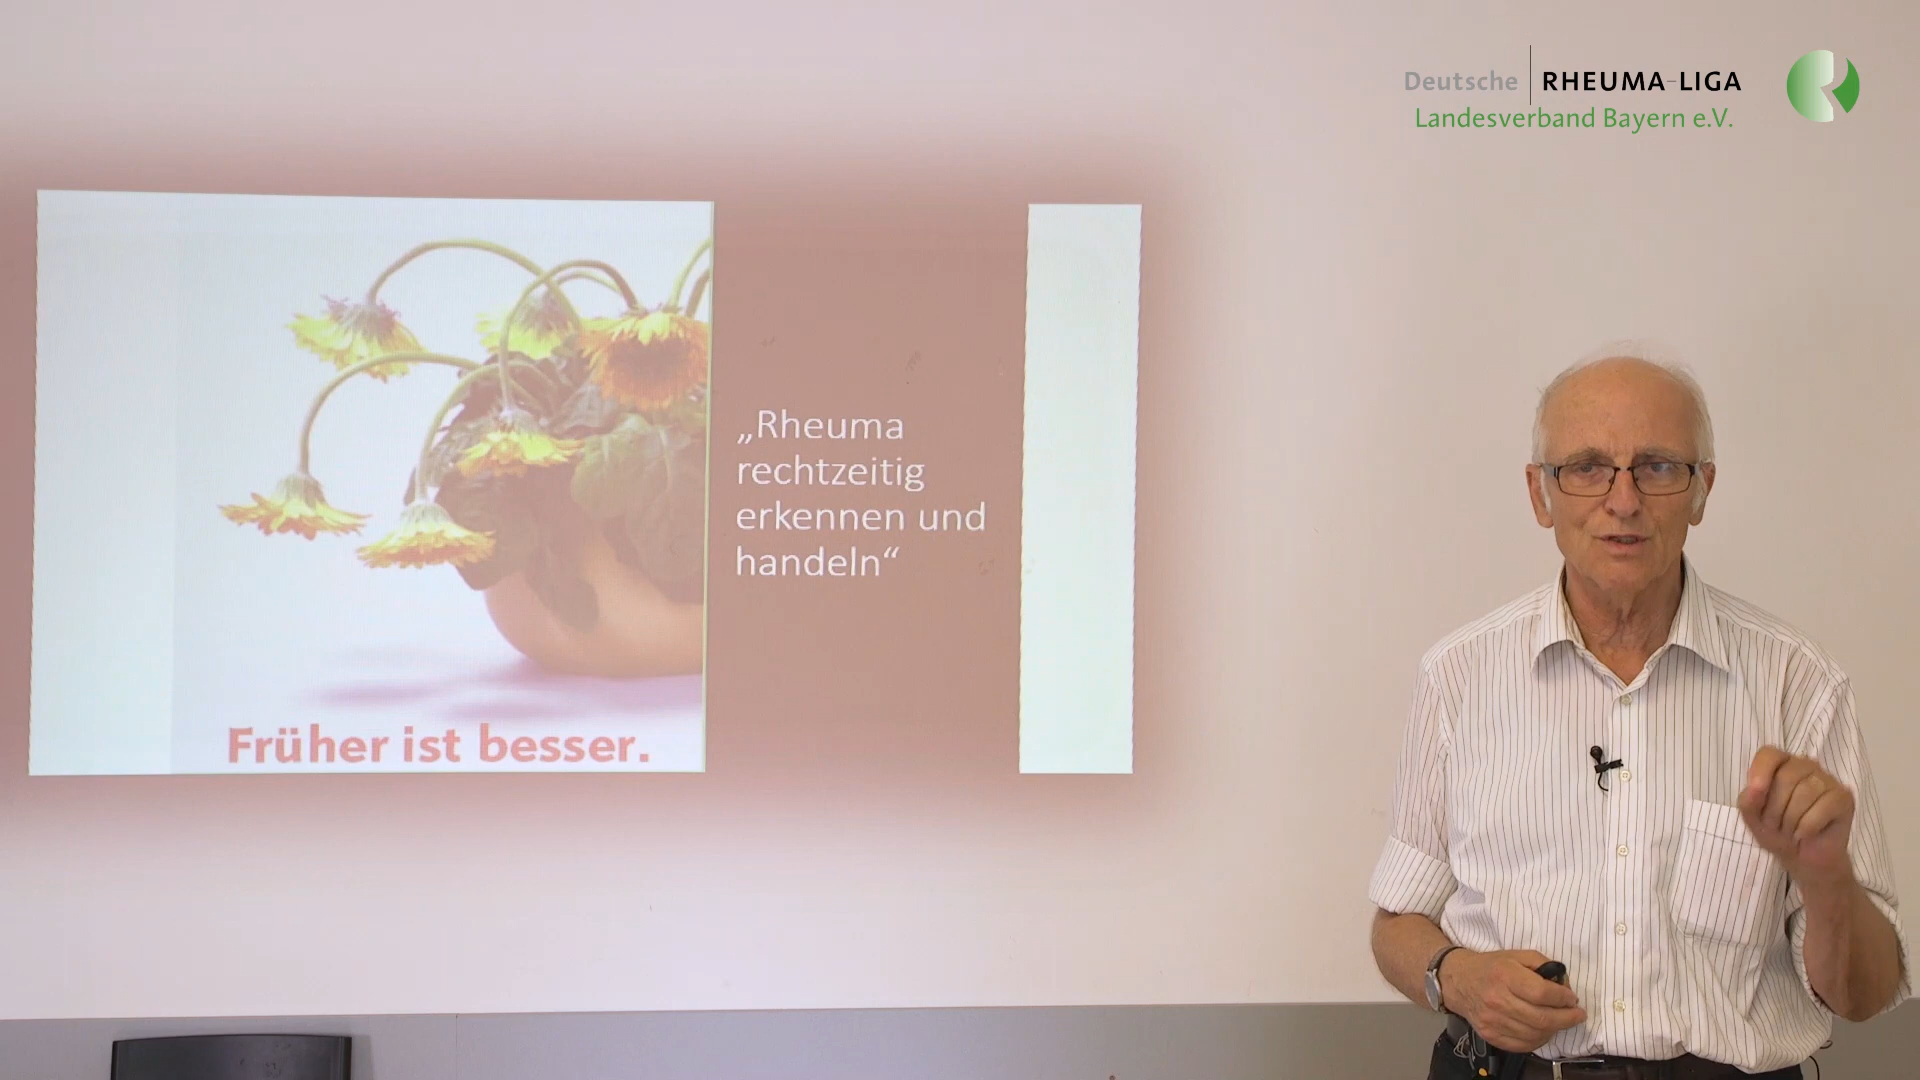 Deutsche RHEUMA-LIGA
Landesverband Bayern e.V.
„Rheuma
rechtzeitig
erkennen und
handeln“
Früher ist besser.